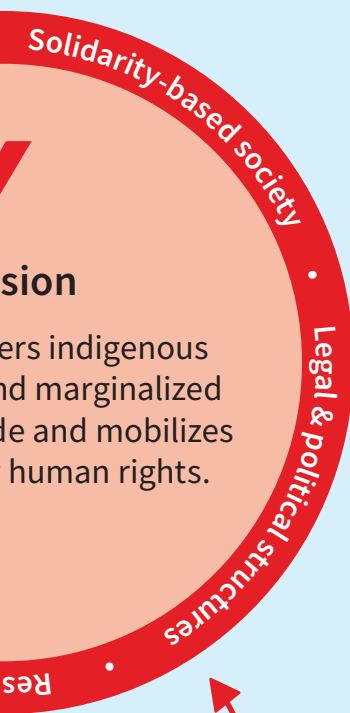 Solidarity-based society
•
Legal & political structures
•
Res
sion
ers indigenous
nd marginalized
de and mobilizes
human rights.